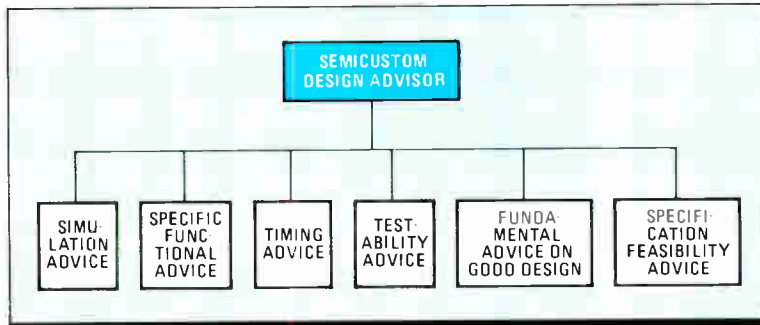 SEMICUSTOM
DESIGN ADVISOR
SIMU-
LATION
ADVICE
SPECIFIC
FUNC-
TIONAL
ADVICE
TIMING
ADVICE
TEST-
ABILITY
ADVICE
FUNDA-
MENTAL
ADVICE ON
GOOD DESIGN
SPECIFI-
CATION
FEASIBILITY
ADVICE